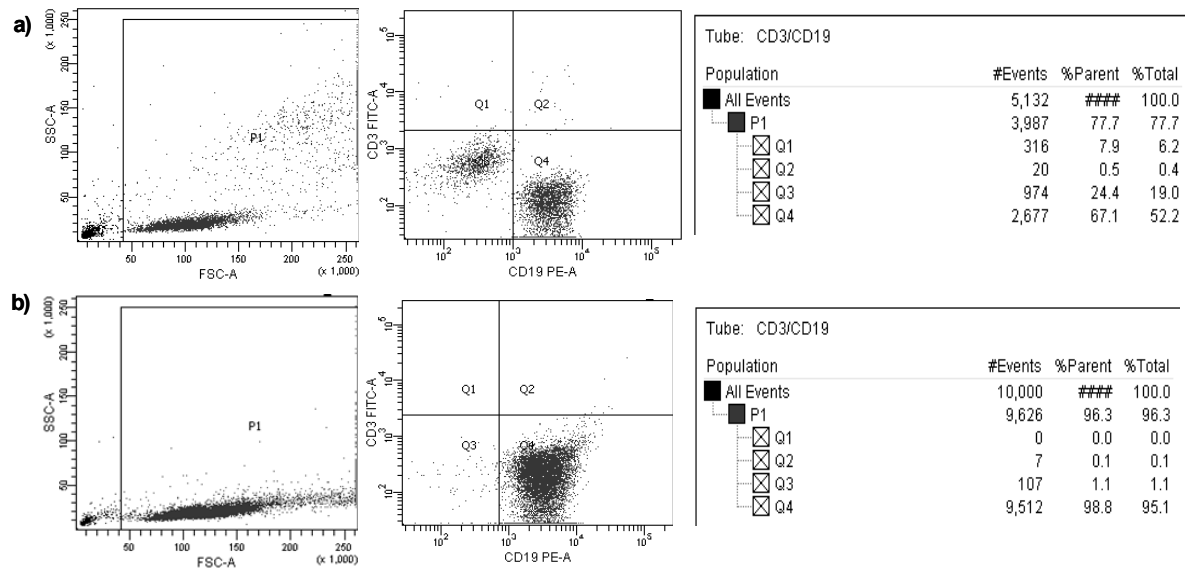 a)
(x 1,000)
250
200
150
100
50
SSC-A
P1
50 100 150 200 250
(x 1,000)
FSC-A
10^5
10^4
10^3
10^2
CD3 FITC-A
Q1 Q2
Q4
10^2 10^3 10^4 10^5
CD19 PE-A
Tube: CD3/CD19
Population #Events %Parent %Total
All Events 5,132 #### 100.0
P1 3,987 77.7 77.7
Q1 316 7.9 6.2
Q2 20 0.5 0.4
Q3 974 24.4 19.0
Q4 2,677 67.1 52.2
b)
(x 1,000)
250
200
150
100
50
SSC-A
P1
50 100 150 200 250
(x 1,000)
FSC-A
10^5
10^4
10^3
10^2
CD3 FITC-A
Q1 Q2
Q3 Q4
10^2 10^3 10^4 10^5
CD19 PE-A
Tube: CD3/CD19
Population #Events %Parent %Total
All Events 10,000 #### 100.0
P1 9,626 96.3 96.3
Q1 0 0.0 0.0
Q2 7 0.1 0.1
Q3 107 1.1 1.1
Q4 9,512 98.8 95.1